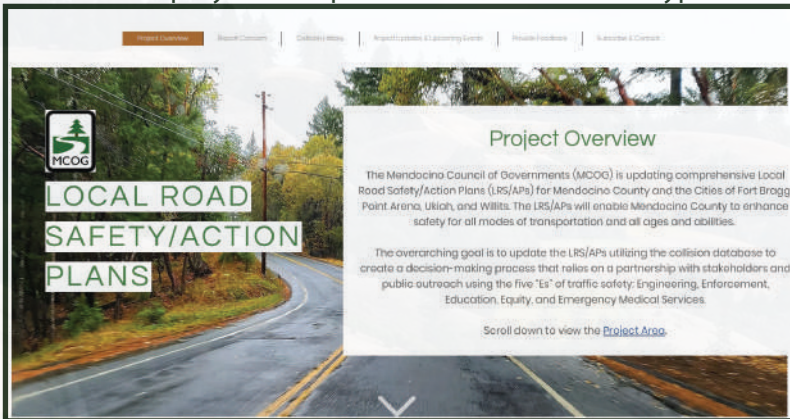 Project Overview
Report Concern
Collision Maps
Project Updates & Upcoming Events
Provide Feedback
Subscribe & Contact
MCOG
LOCAL ROAD
SAFETY/ACTION
PLANS
Project Overview
The Mendocino Council of Governments (MCOG) is updating comprehensive Local
Road Safety/Action Plans (LRS/APs) for Mendocino County and the Cities of Fort Bragg,
Point Arena, Ukiah, and Willits. The LRS/APs will enable Mendocino County to enhance
safety for all modes of transportation and all ages and abilities.
The overarching goal is to update the LRS/APs utilizing the collision database to
create a decision-making process that relies on a partnership with stakeholders and
public outreach using the five "Es" of traffic safety: Engineering, Enforcement,
Education, Equity, and Emergency Medical Services.
Scroll down to view the Project Area.